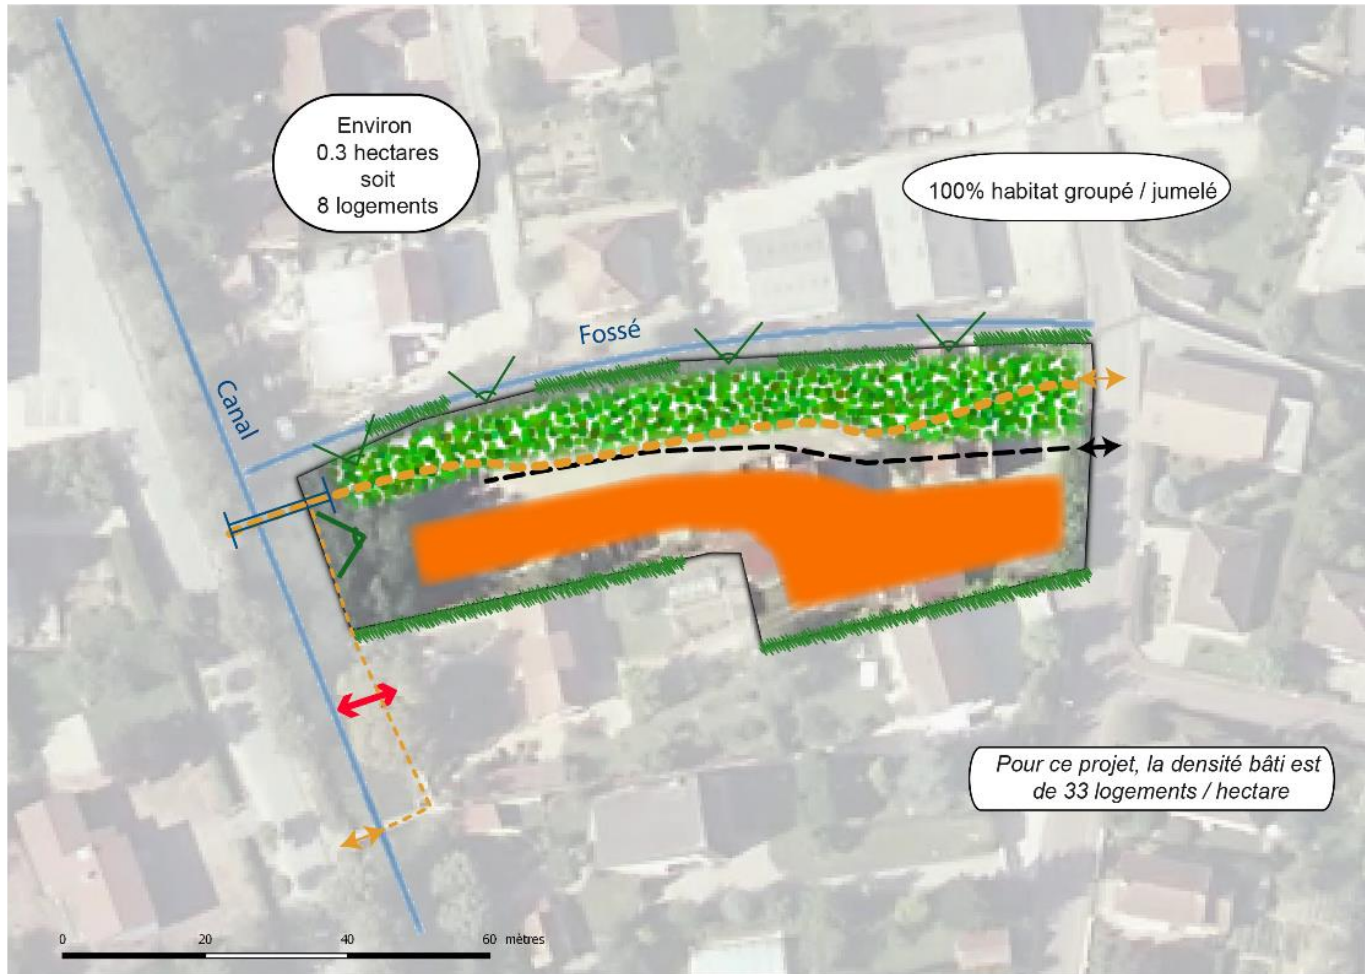 Environ
0.3 hectares
soit
8 logements
100% habitat groupé / jumelé
Fossé
Canal
Pour ce projet, la densité bâti est
de 33 logements / hectare
0 20 40 60 mètres